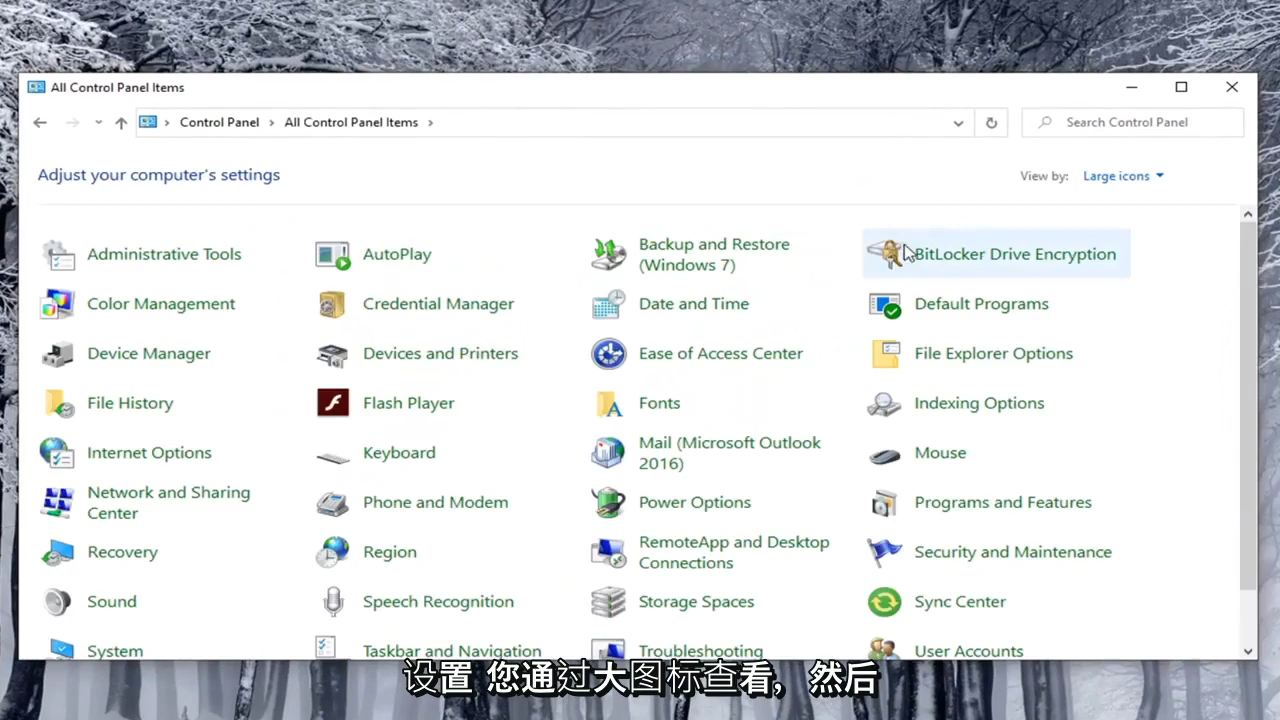 All Control Panel Items
Control Panel
All Control Panel Items
Search Control Panel
Adjust your computer's settings
View by:
Large icons
Administrative Tools
AutoPlay
Backup and Restore
(Windows 7)
BitLocker Drive Encryption
Color Management
Credential Manager
Date and Time
Default Programs
Device Manager
Devices and Printers
Ease of Access Center
File Explorer Options
File History
Flash Player
Fonts
Indexing Options
Internet Options
Keyboard
Mail (Microsoft Outlook
2016)
Mouse
Network and Sharing
Center
Phone and Modem
Power Options
Programs and Features
Recovery
Region
RemoteApp and Desktop
Connections
Security and Maintenance
Sound
Speech Recognition
Storage Spaces
Sync Center
System
Taskbar and Navigation
Troubleshooting
User Accounts
设置 您通过大图标查看，然后